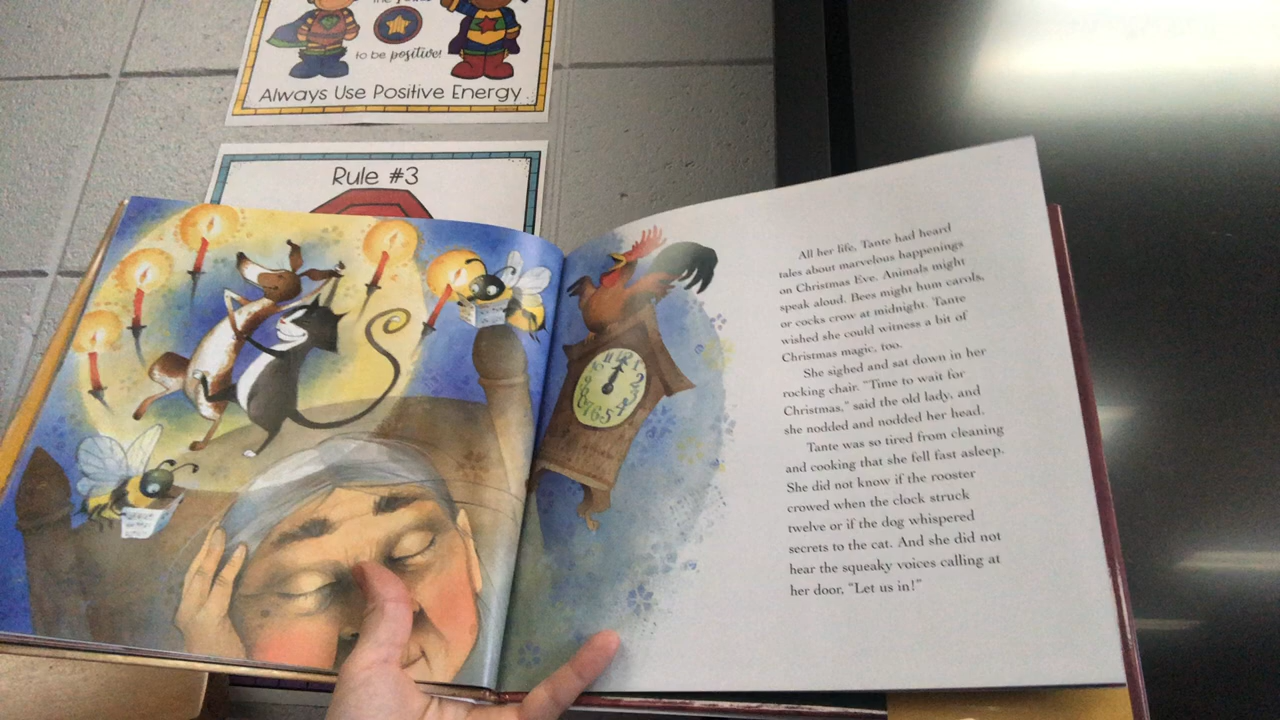 to be positive!
Always Use Positive Energy
Rule #3
All her life, Tante had heard
tales about marvelous happenings
on Christmas Eve. Animals might
speak aloud. Bees might hum carols,
or cocks crow at midnight. Tante
wished she could witness a bit of
Christmas magic, too.
She sighed and sat down in her
rocking chair. "Time to wait for
Christmas," said the old lady, and
she nodded and nodded her head.
Tante was so tired from cleaning
and cooking that she fell fast asleep.
She did not know if the rooster
crowed when the clock struck
twelve or if the dog whispered
secrets to the cat. And she did not
hear the squeaky voices calling at
her door, "Let us in!"